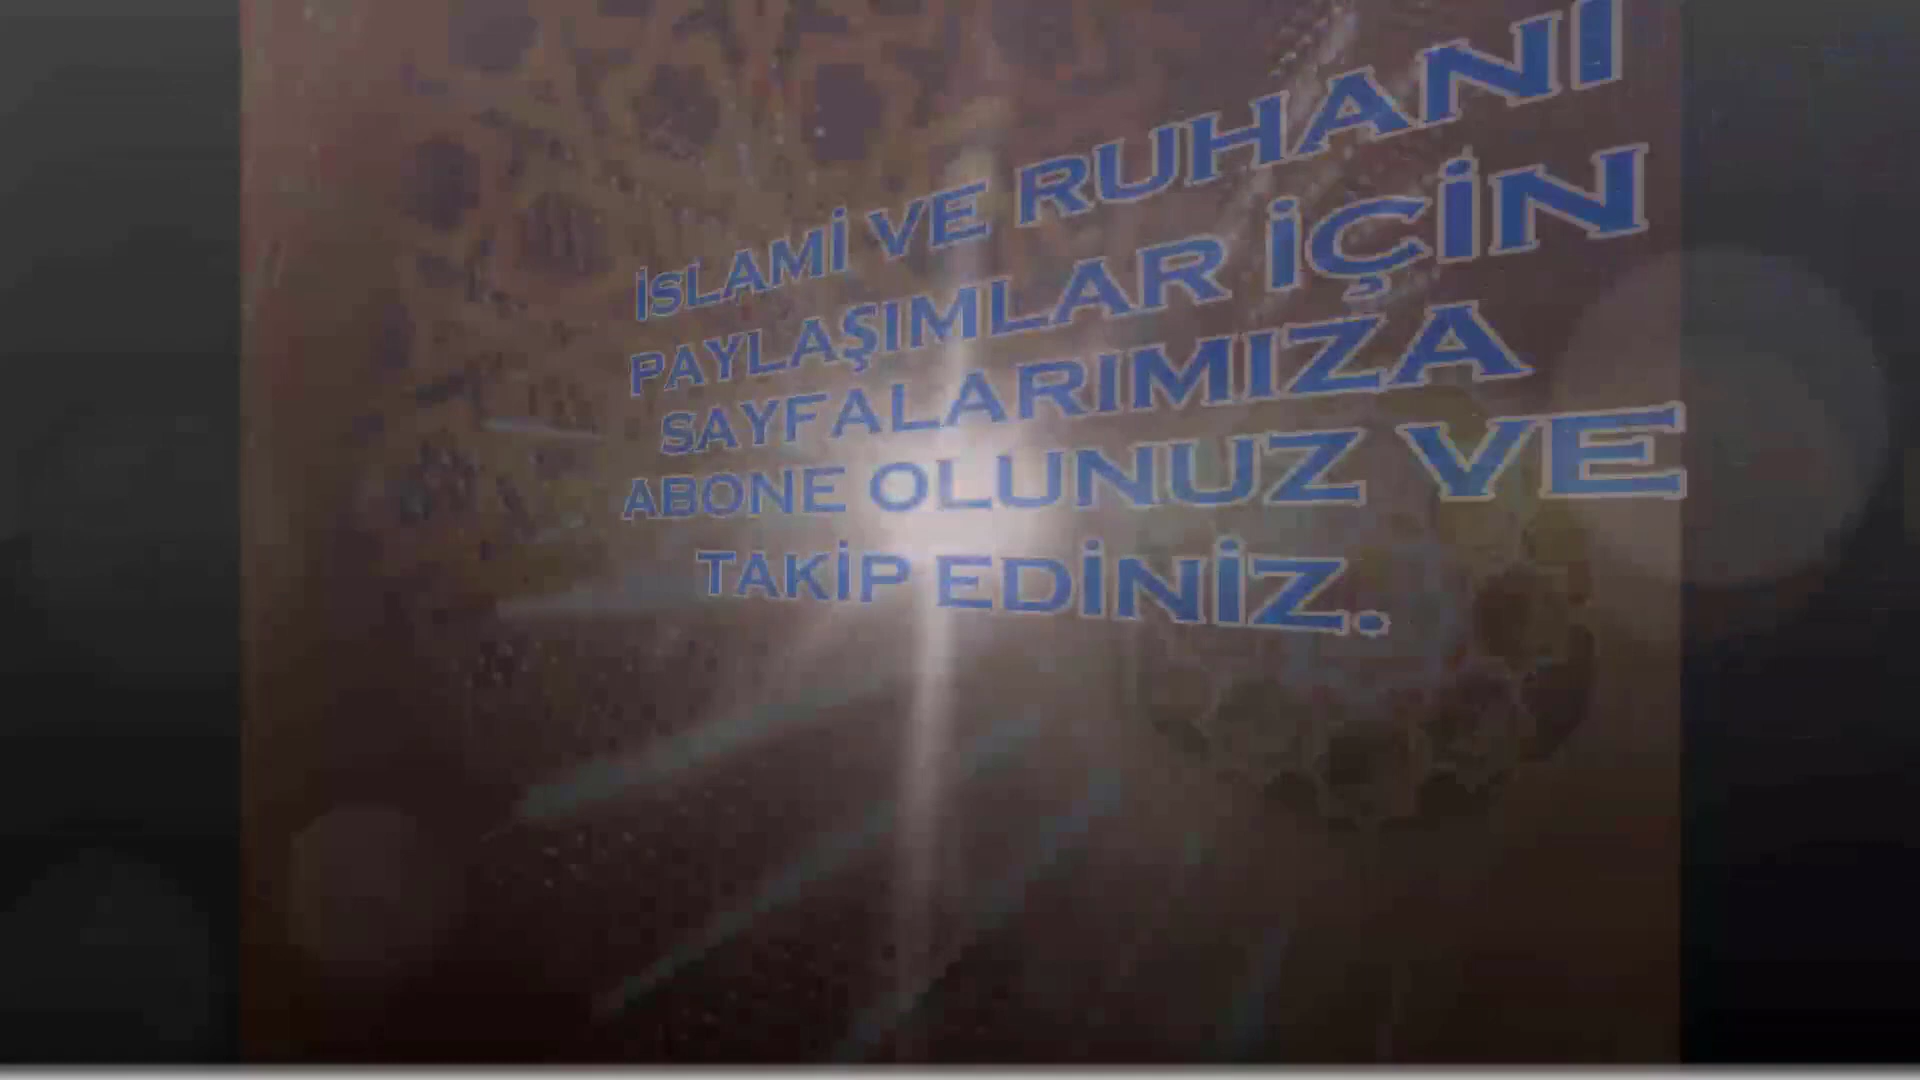 İSLAMİ VE RUHANİ
PAYLAŞIMLAR İÇİN
SAYFALARIMIZA
ABONE OLUNUZ VE
TAKİP EDİNİZ.